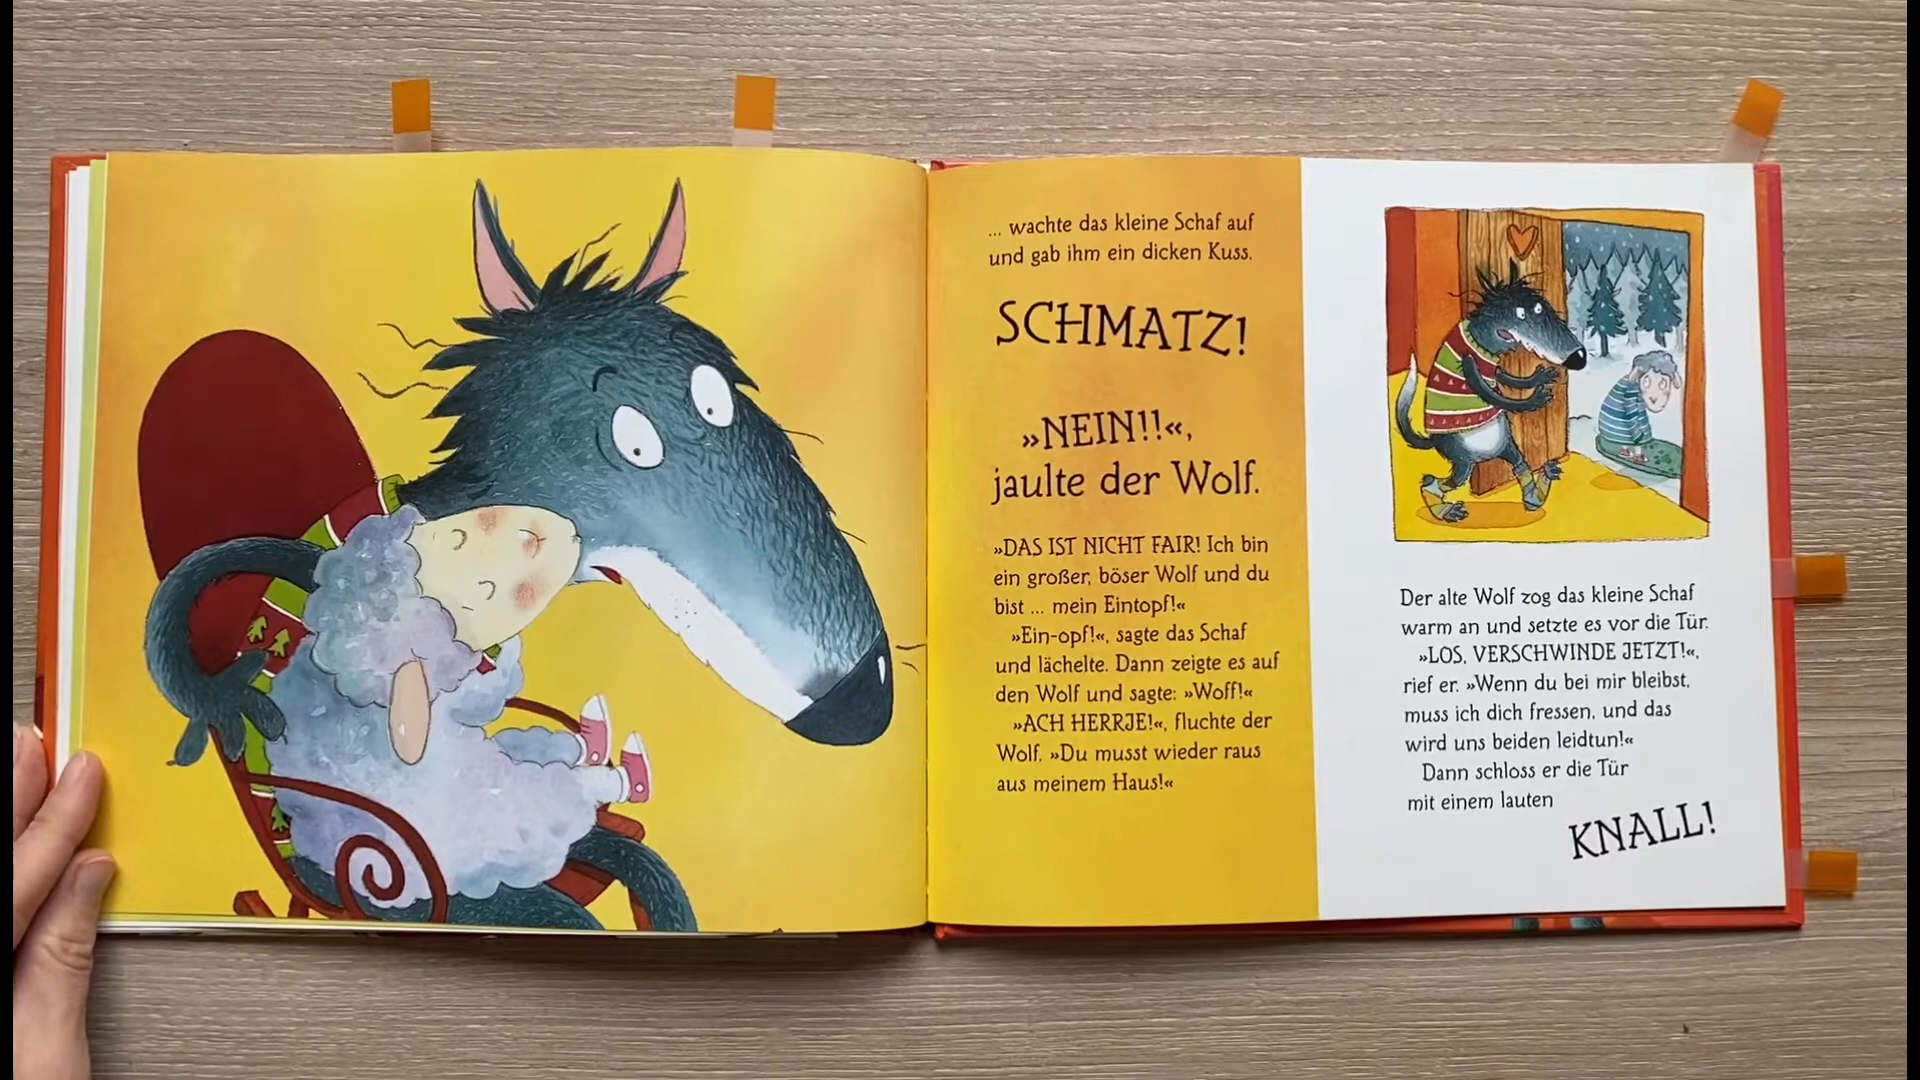 ... wachte das kleine Schaf auf
und gab ihm ein dicken Kuss.
SCHMATZ!
»NEIN!!«,
jaulte der Wolf.
»DAS IST NICHT FAIR! Ich bin
ein großer, böser Wolf und du
bist ... mein Eintopf!«
»Ein-opf!«, sagte das Schaf
und lächelte. Dann zeigte es auf
den Wolf und sagte: »Woff!«
»ACH HERRJE!«, fluchte der
Wolf. »Du musst wieder raus
aus meinem Haus!«
Der alte Wolf zog das kleine Schaf
warm an und setzte es vor die Tür.
»LOS, VERSCHWINDE JETZT!«,
rief er. »Wenn du bei mir bleibst,
muss ich dich fressen, und das
wird uns beiden leidtun!«
Dann schloss er die Tür
mit einem lauten
KNALL!